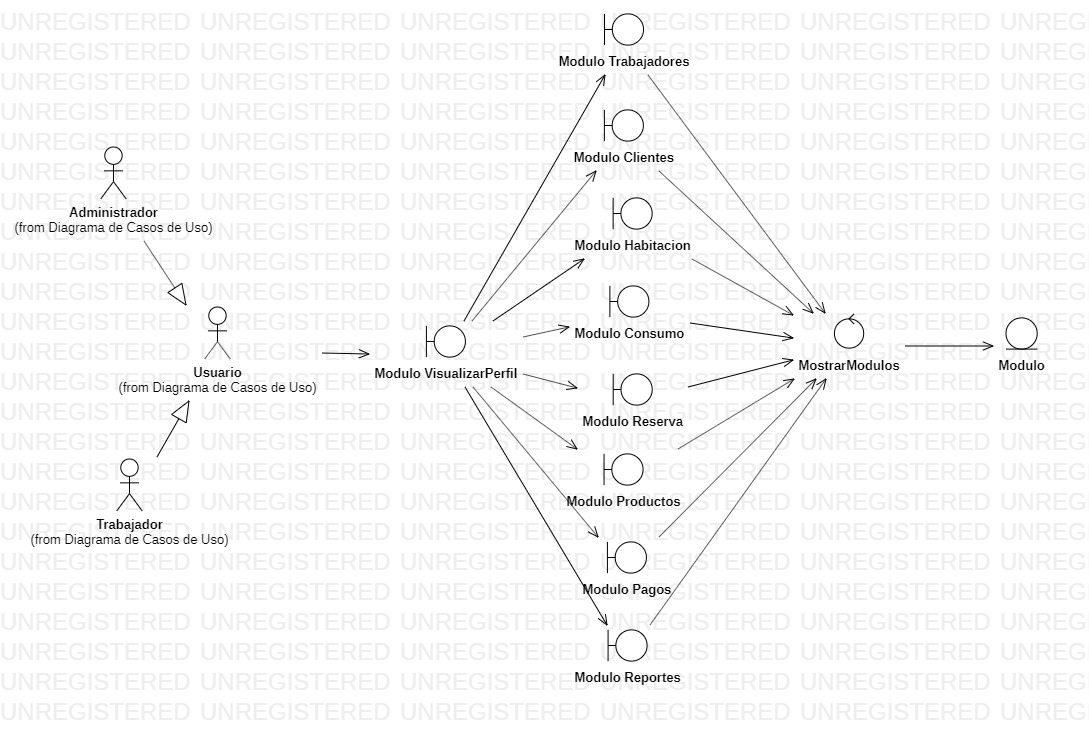 Modulo Trabajadores
Modulo Clientes
Administrador
(from Diagrama de Casos de Uso)
Modulo Habitacion
Modulo Consumo
Usuario
(from Diagrama de Casos de Uso)
Modulo VisualizarPerfil
MostrarModulos
Modulo
Modulo Reserva
Modulo Productos
Trabajador
(from Diagrama de Casos de Uso)
Modulo Pagos
Modulo Reportes
UNREGISTERED